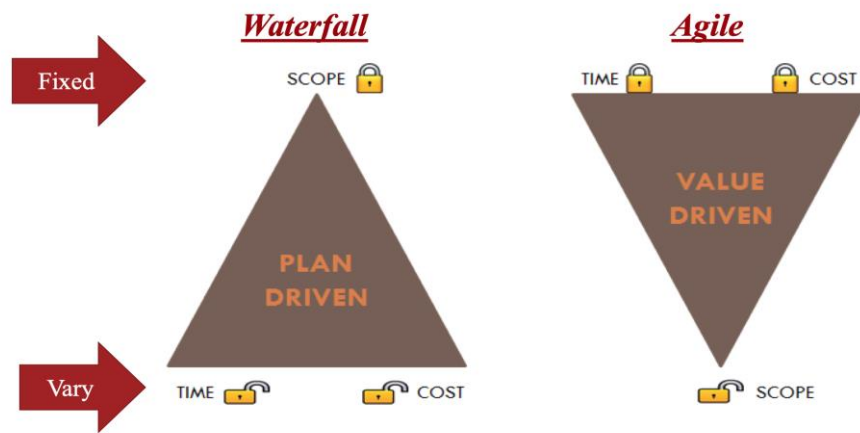 Waterfall
Agile
Fixed
SCOPE
TIME
COST
VALUE
DRIVEN
PLAN
DRIVEN
Vary
TIME
COST
SCOPE